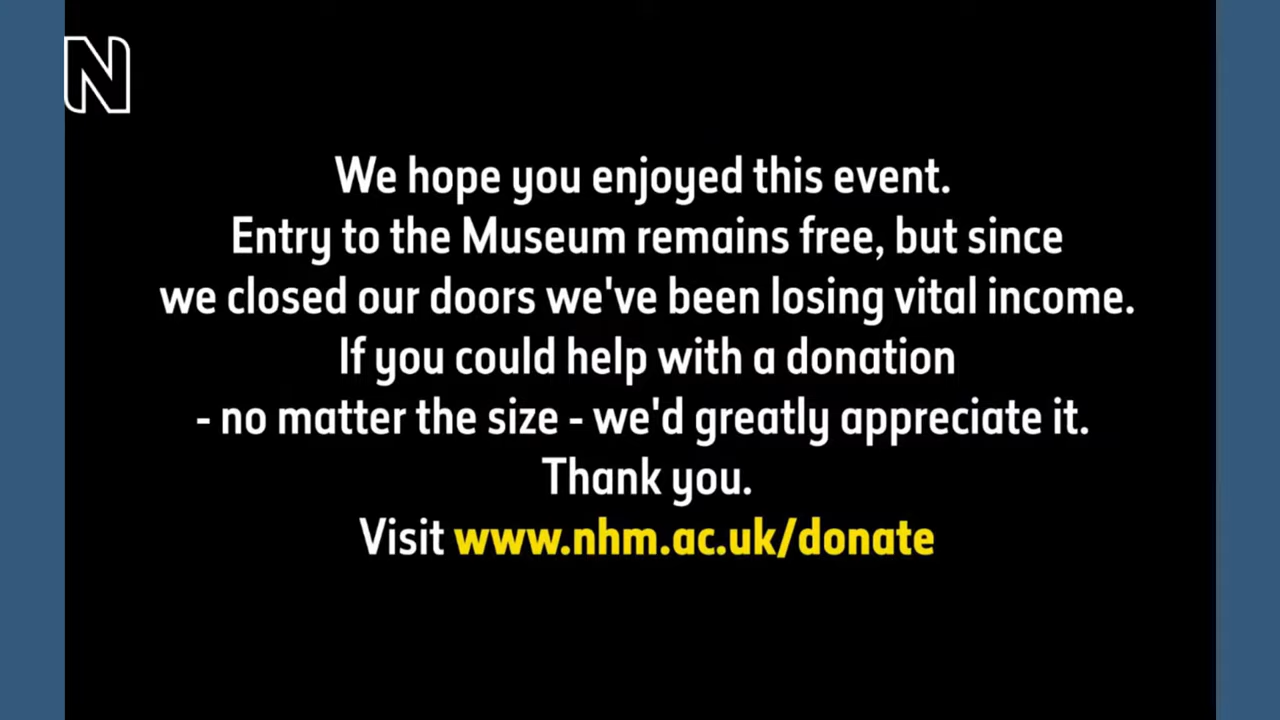 N
We hope you enjoyed this event.
Entry to the Museum remains free, but since
we closed our doors we've been losing vital income.
If you could help with a donation
- no matter the size - we'd greatly appreciate it.
Thank you.
Visit www.nhm.ac.uk/donate